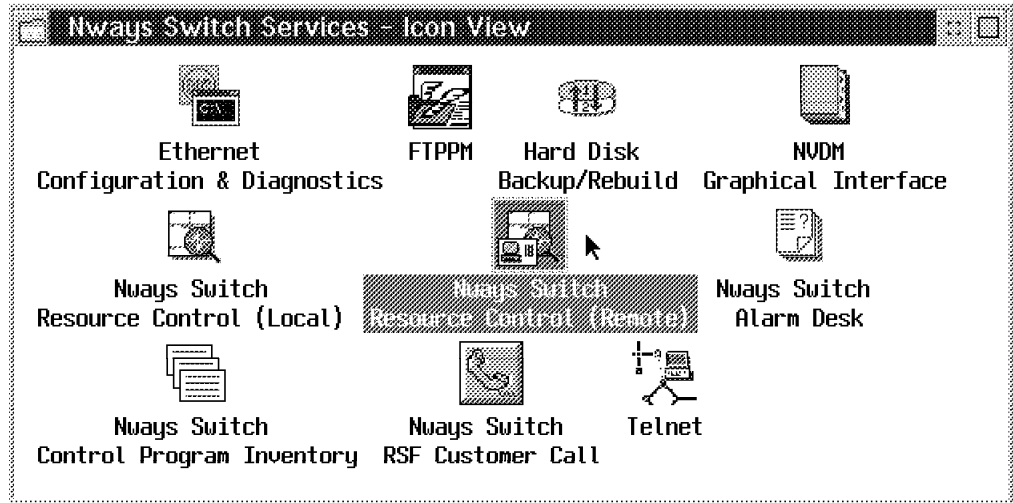 Nways Switch Services - Icon View
Ethernet
Configuration & Diagnostics
FTPPM
Hard Disk
Backup/Rebuild
NVDM
Graphical Interface
Nways Switch
Resource Control (Local)
Nways Switch
Resource Control (Remote)
Nways Switch
Alarm Desk
Nways Switch
Control Program Inventory
Nways Switch
RSF Customer Call
Telnet